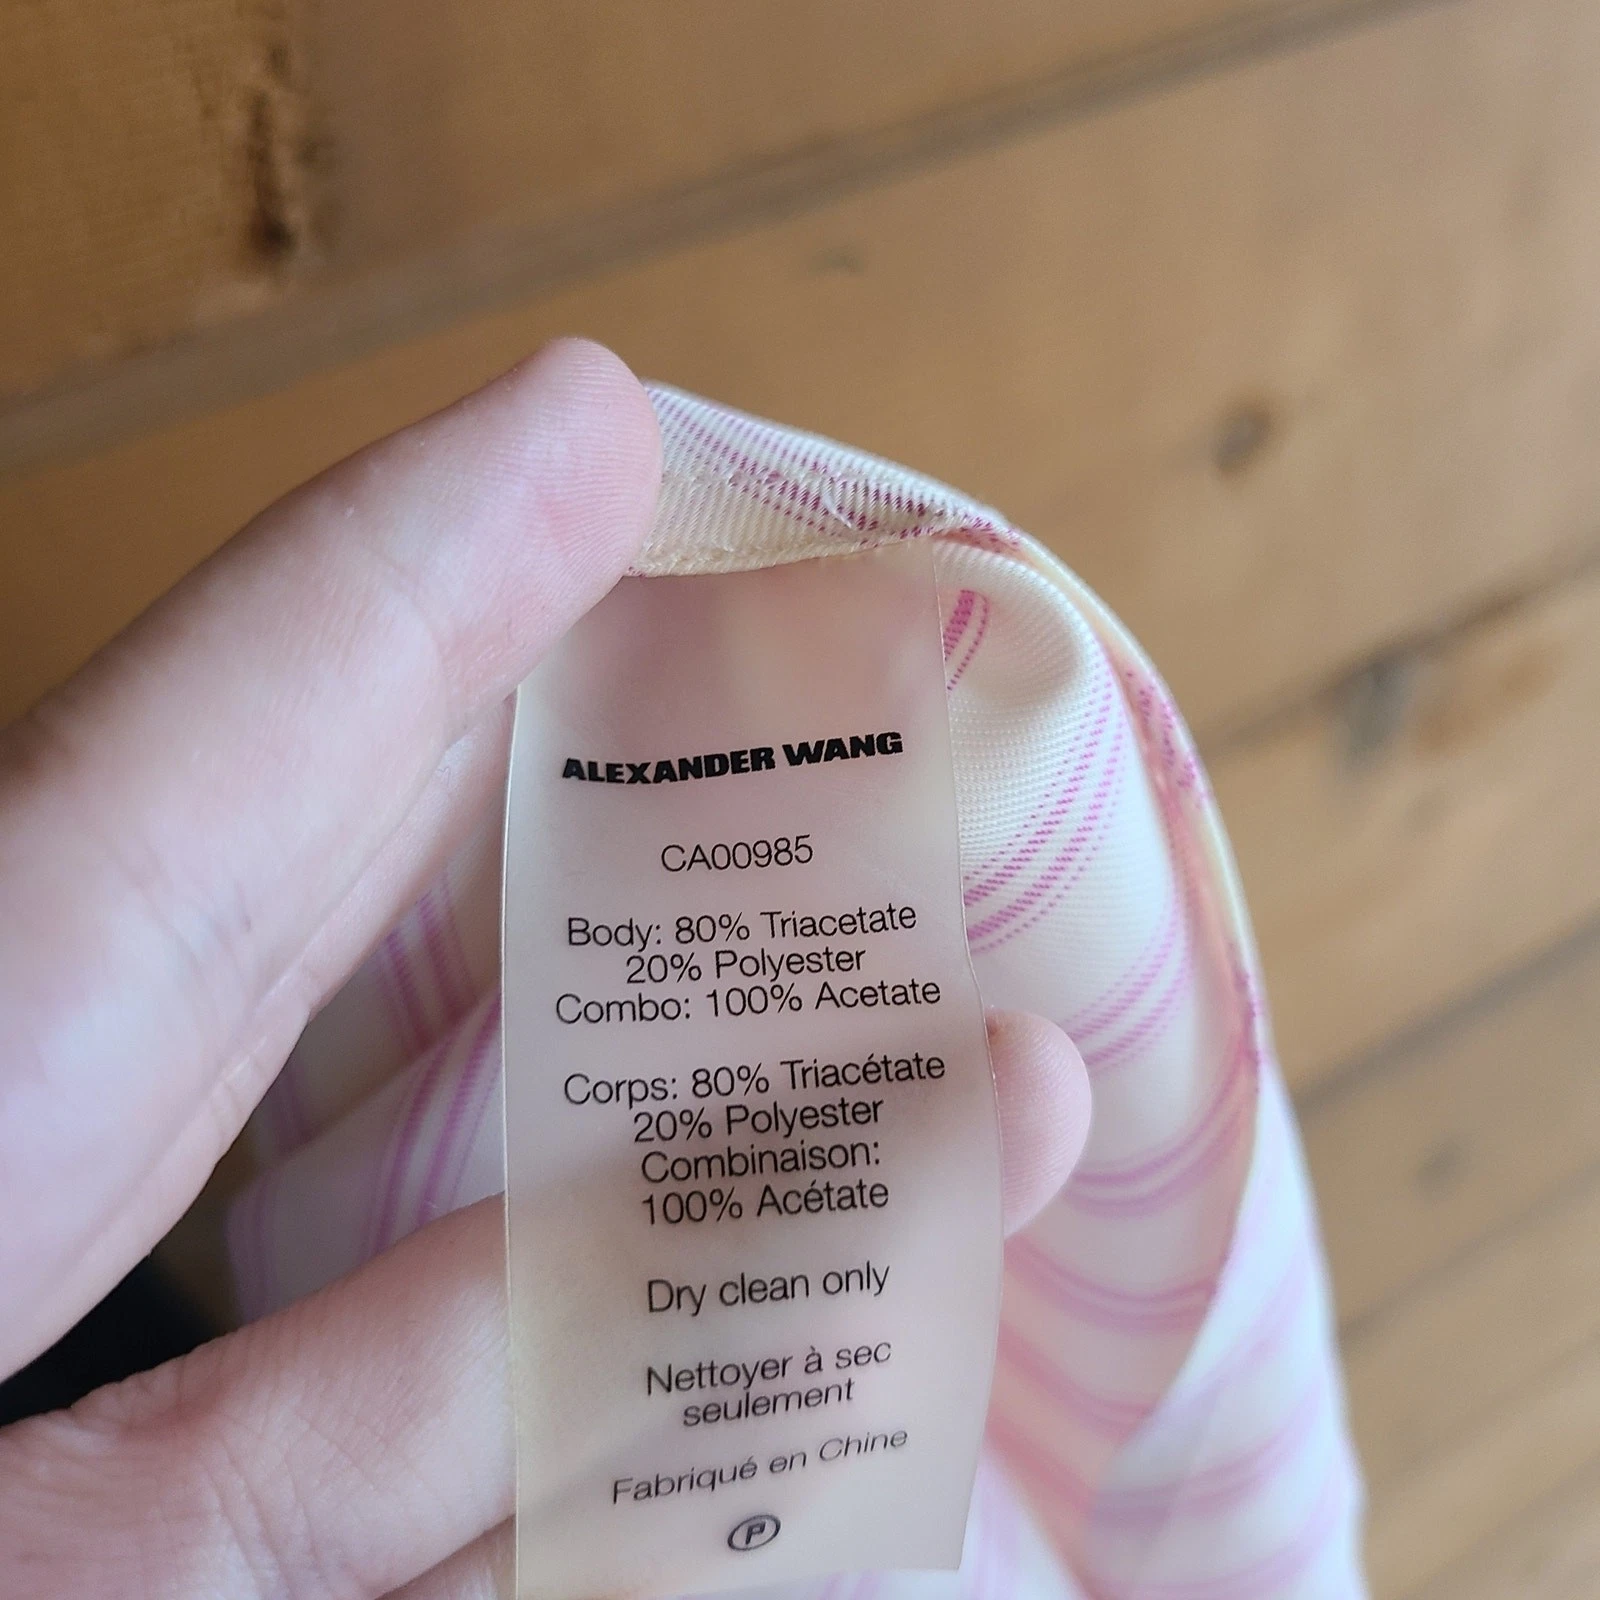 ALEXANDER WANG
CA00985
Body: 80% Triacetate
20% Polyester
Combo: 100% Acetate
Corps: 80% Triacétate
20% Polyester
Combinaison:
100% Acétate
Dry clean only
Nettoyer à sec
seulement
Fabriqué en Chine
P